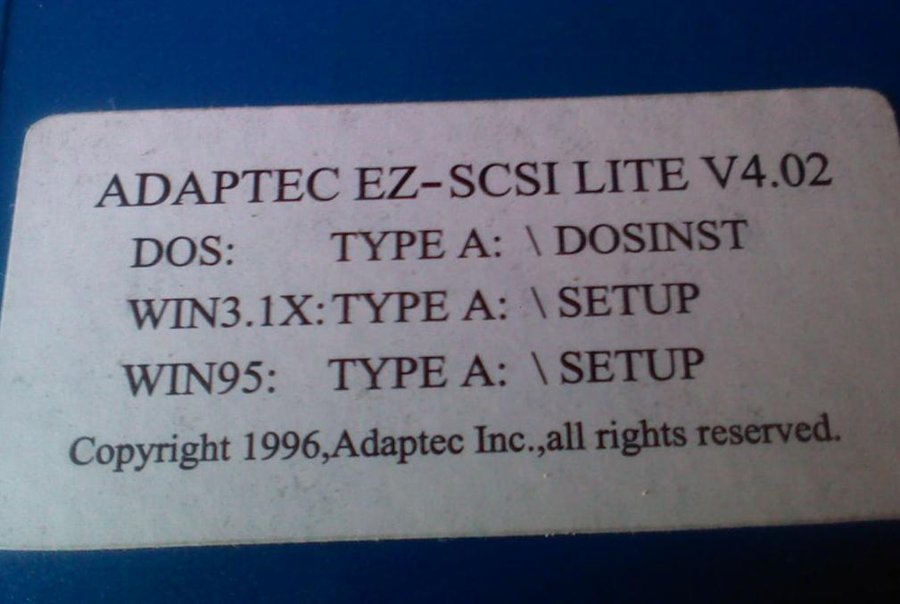 ADAPTEC EZ-SCSI LITE V4.02
DOS: TYPE A: \ DOSINST
WIN3.1X: TYPE A: \ SETUP
WIN95: TYPE A: \ SETUP
Copyright 1996,Adaptec Inc.,all rights reserved.